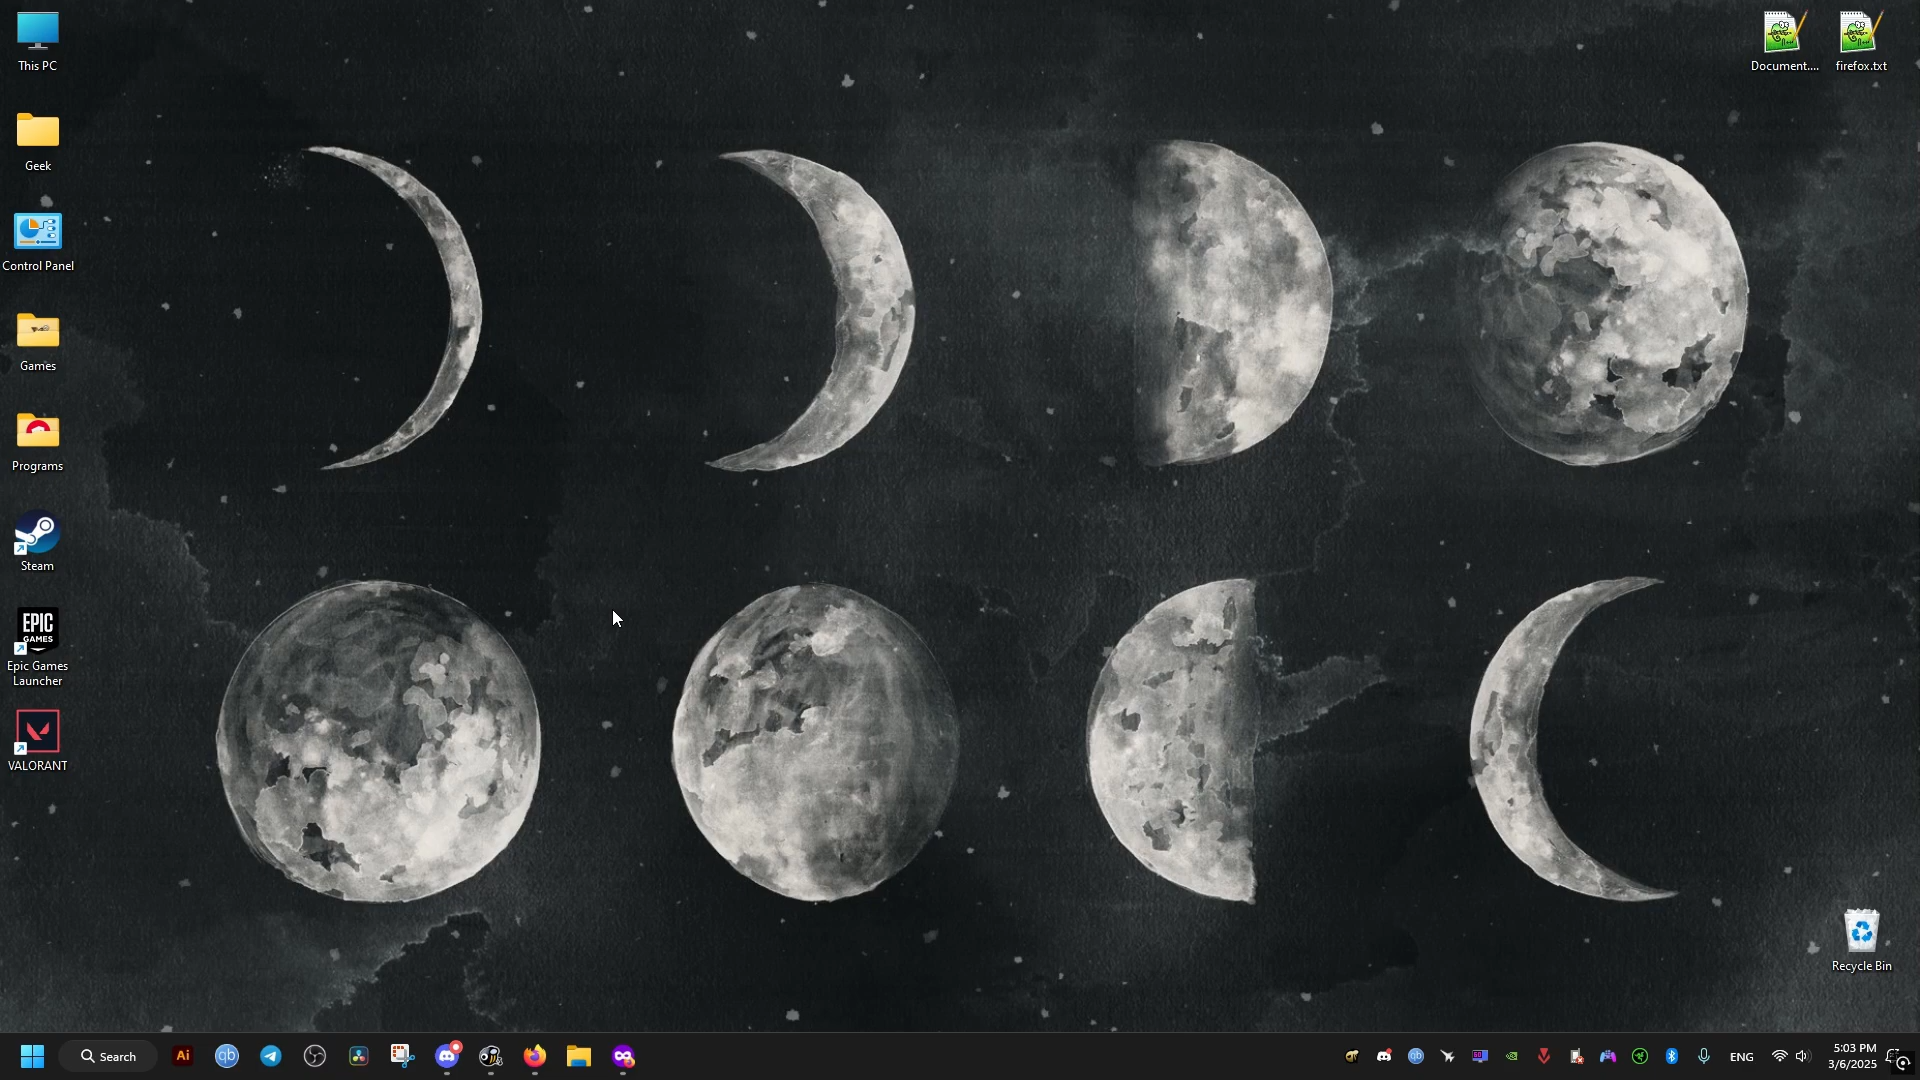 This PC
Document....
firefox.txt
Geek
Control Panel
Games
Programs
Steam
EPIC
GAMES
Epic Games
Launcher
VALORANT
Recycle Bin
Search
Ai
qb
ENG
5:03 PM
3/6/2025